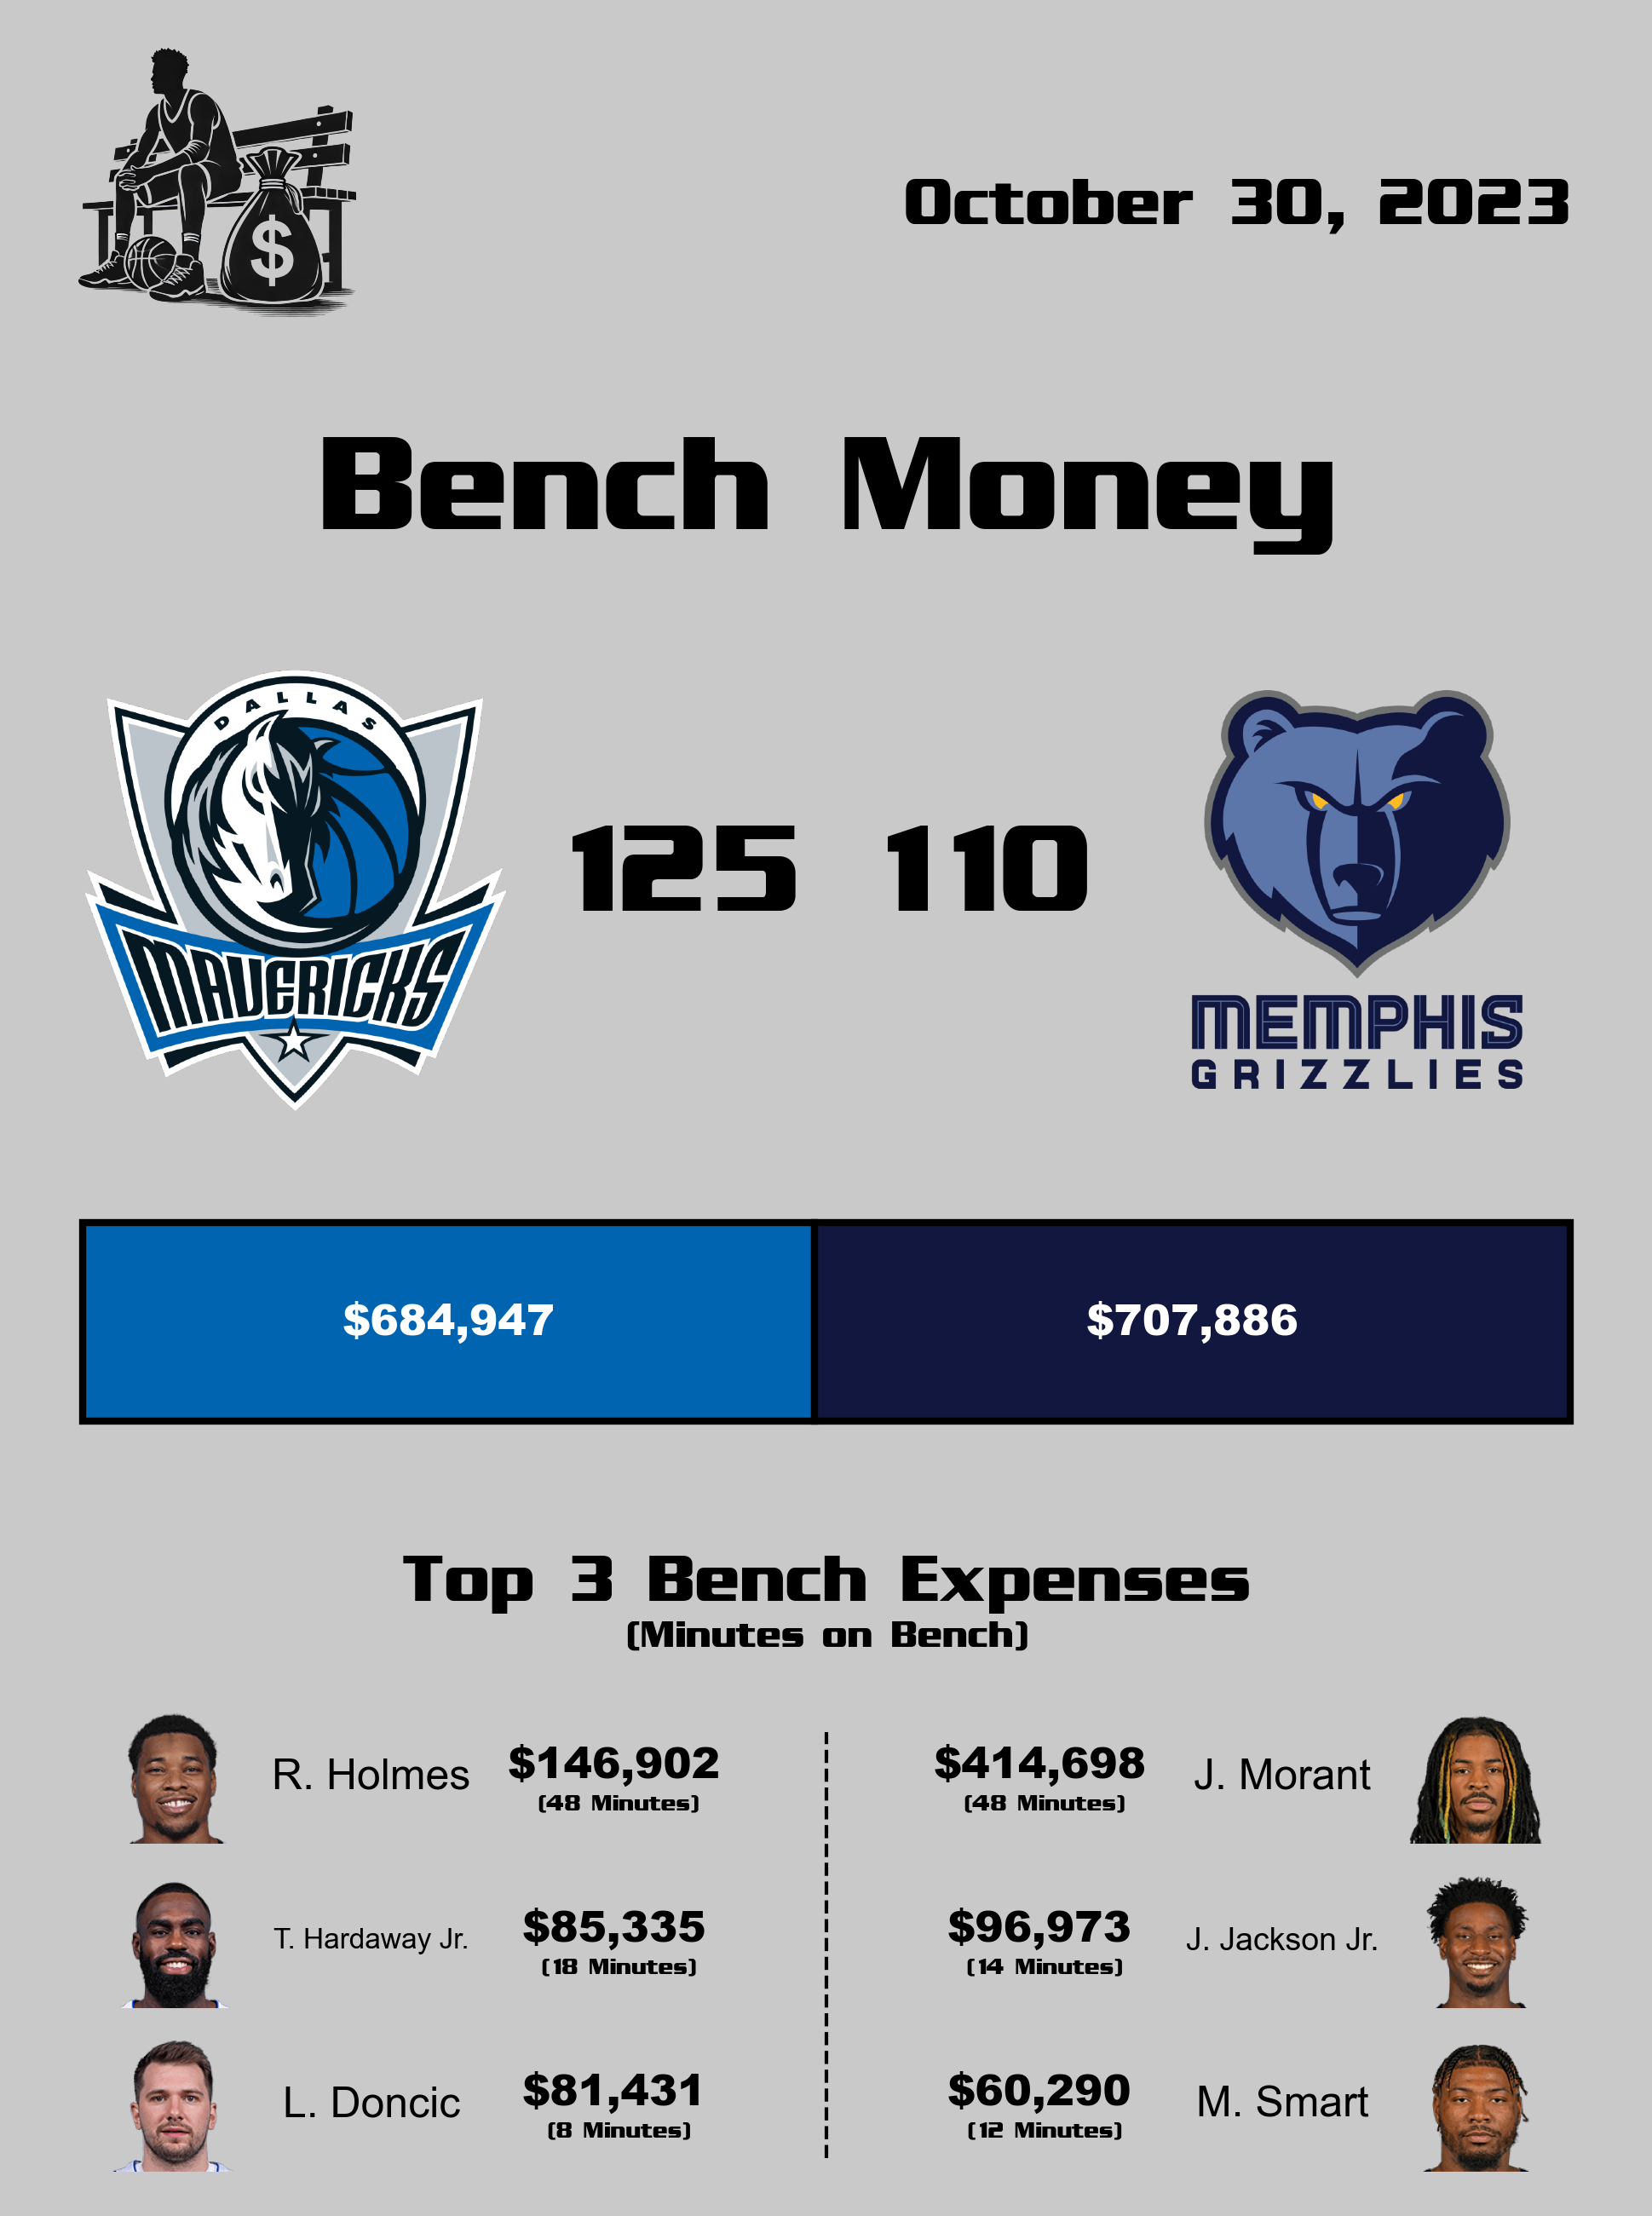 October 30, 2023
$
Bench Money
DALLAS
MAVERICKS
125 110
MEMPHIS
GRIZZLIES
$684,947 $707,886
Top 3 Bench Expenses
(Minutes on Bench)
R. Holmes $146,902 $414,698 J. Morant
(48 Minutes) (48 Minutes)
T. Hardaway Jr. $85,335 $96,973 J. Jackson Jr.
(18 Minutes) (14 Minutes)
L. Doncic $81,431 $60,290 M. Smart
(8 Minutes) (12 Minutes)